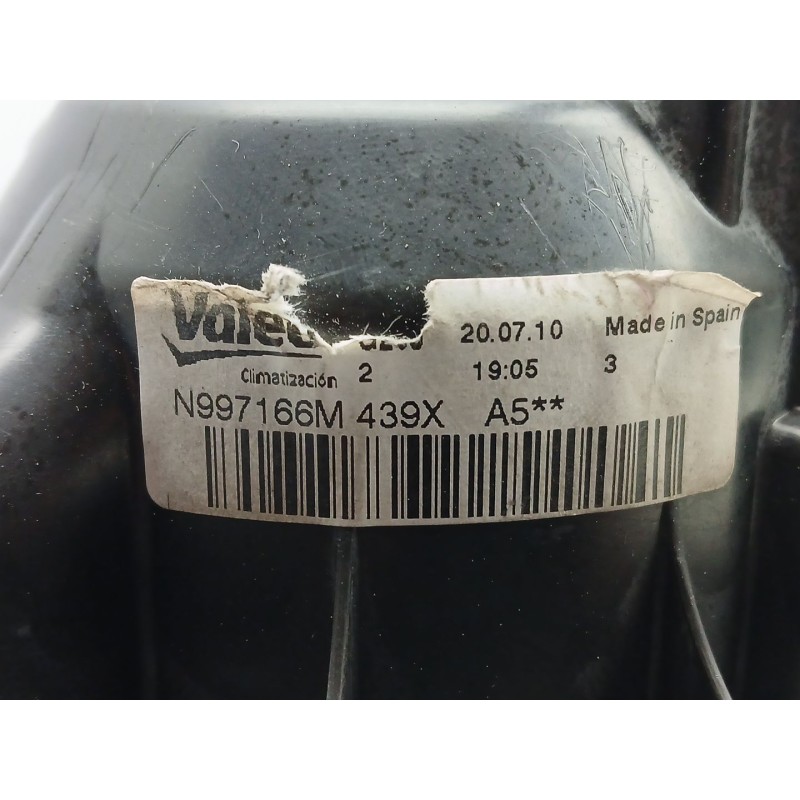 Valeo 20.07.10 Made in Spain
Climatización 2 19:05 3
N997166M 439X A5**